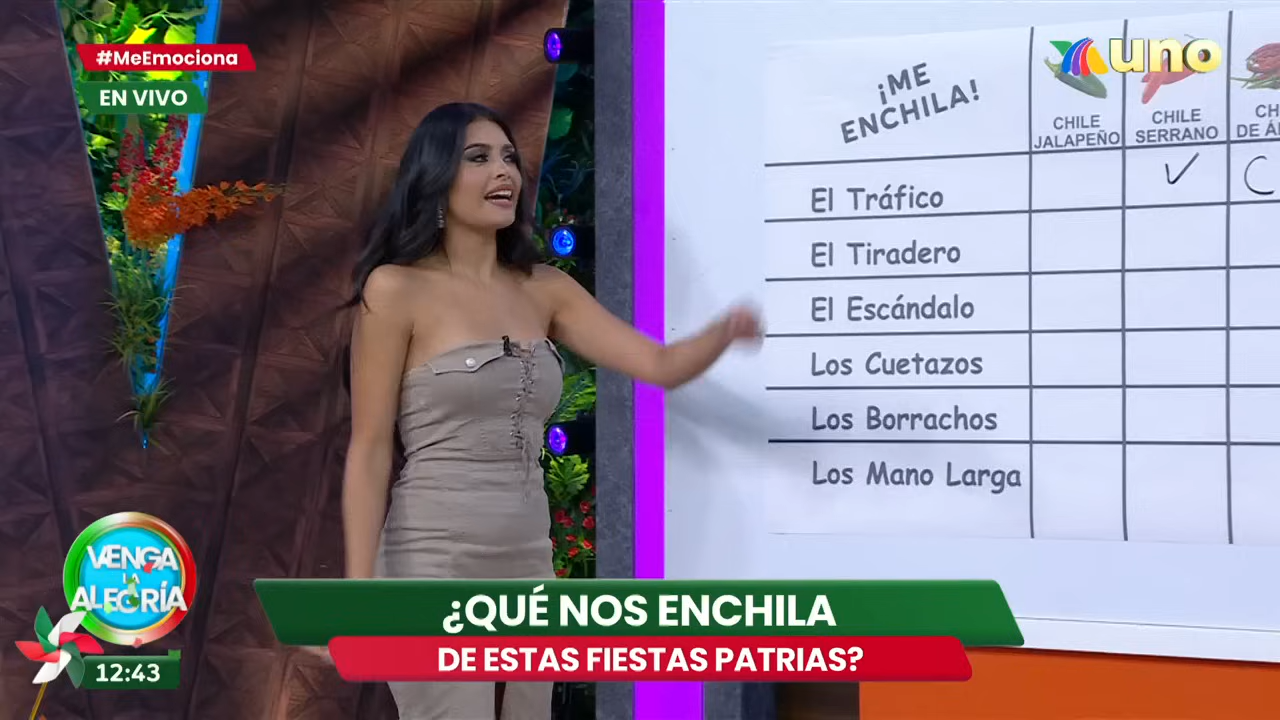 #MeEmociona
EN VIVO
uno
¡ME
ENCHILA!
CHILE
JALAPEÑO
CHILE
SERRANO
El Tráfico
El Tiradero
El Escándalo
Los Cuetazos
Los Borrachos
Los Mano Larga
VENGA
LA
ALEGRÍA
12:43
¿QUÉ NOS ENCHILA
DE ESTAS FIESTAS PATRIAS?